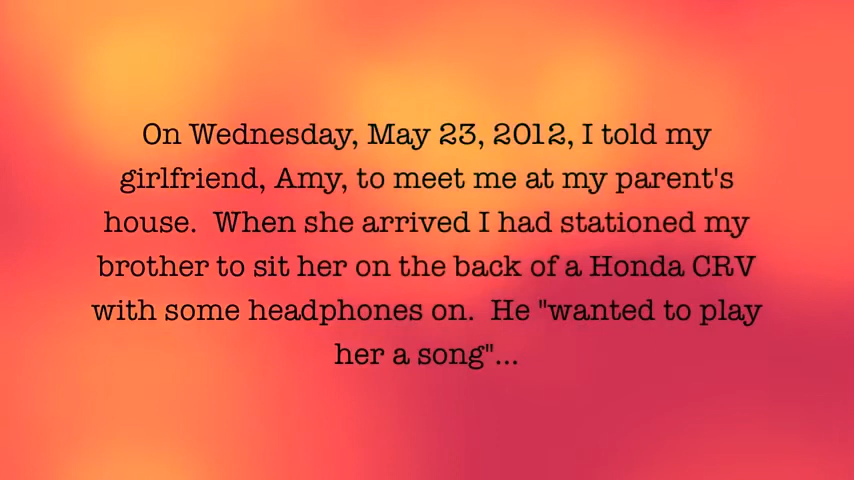 On Wednesday, May 23, 2012, I told my
girlfriend, Amy, to meet me at my parent's
house.  When she arrived I had stationed my
brother to sit her on the back of a Honda CRV
with some headphones on.  He "wanted to play
her a song"...